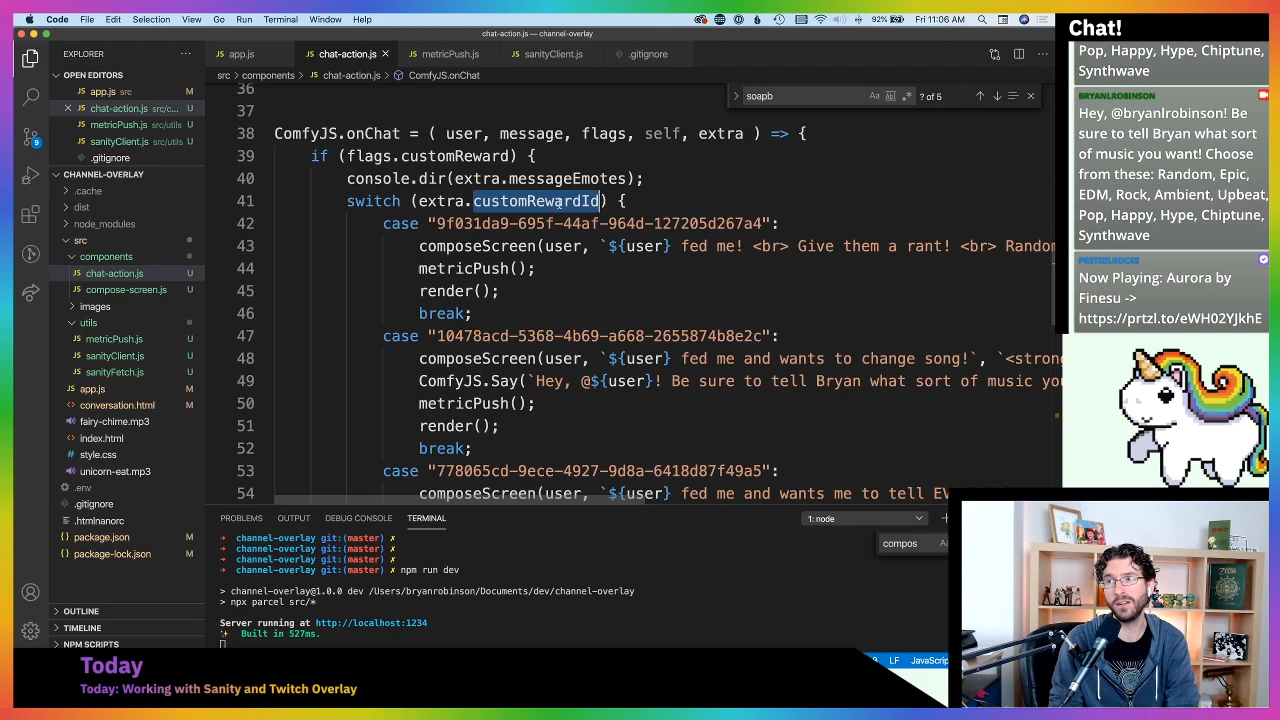 Code File Edit Selection View Go Run Terminal Window Help
92% Fri 11:06 AM
chat-action.js — channel-overlay
EXPLORER
OPEN EDITORS
app.js src M
chat-action.js src/c... U
metricPush.js src/utils U
sanityClient.js src/utils U
.gitignore
CHANNEL-OVERLAY
.cache
dist
node_modules
src
components
chat-action.js U
compose-screen.js U
images
utils
metricPush.js U
sanityClient.js U
sanityFetch.js U
app.js M
conversation.html M
fairy-chime.mp3
index.html
style.css
unicorn-eat.mp3
.env
.gitignore
.htmlnanorc
package.json M
package-lock.json M
OUTLINE
TIMELINE
NPM SCRIPTS
9
app.js chat-action.js metricPush.js sanityClient.js .gitignore
src > components > chat-action.js > ComfyJS.onChat
soapb Aa Ab ? of 5
36
37
38 ComfyJS.onChat = ( user, message, flags, self, extra ) => {
39 if (flags.customReward) {
40 console.dir(extra.messageEmotes);
41 switch (extra.customRewardId) {
42 case "9f031da9-695f-44af-964d-127205d267a4":
43 composeScreen(user, `${user} fed me! <br> Give them a rant! <br> Random
44 metricPush();
45 render();
46 break;
47 case "10478acd-5368-4b69-a668-2655874b8e2c":
48 composeScreen(user, `${user} fed me and wants to change song!`, `<strong
49 ComfyJS.Say(`Hey, @${user}! Be sure to tell Bryan what sort of music you
50 metricPush();
51 render();
52 break;
53 case "778065cd-9ece-4927-9d8a-6418d87f49a5":
54 composeScreen(user, `${user} fed me and wants me to tell EV
PROBLEMS OUTPUT DEBUG CONSOLE TERMINAL 1: node
compos Aa
→ channel-overlay git:(master) ✗
→ channel-overlay git:(master) ✗
→ channel-overlay git:(master) ✗
→ channel-overlay git:(master) ✗ npm run dev
> channel-overlay@1.0.0 dev /Users/bryanrobinson/Documents/dev/channel-overlay
> npx parcel src/*
Server running at http://localhost:1234
✨ Built in 527ms.
LF JavaScrip
Chat!
Pop, Happy, Hype, Chiptune,
Synthwave
BRYANLROBINSON
Hey, @bryanlrobinson! Be
sure to tell Bryan what sort
of music you want! Choose
from these: Random, Epic,
EDM, Rock, Ambient, Upbeat,
Pop, Happy, Hype, Chiptune,
Synthwave
PRETZELROCKS
Now Playing: Aurora by
Finesu ->
https://prtzl.to/eWH02YJkhE
Today
Today: Working with Sanity and Twitch Overlay